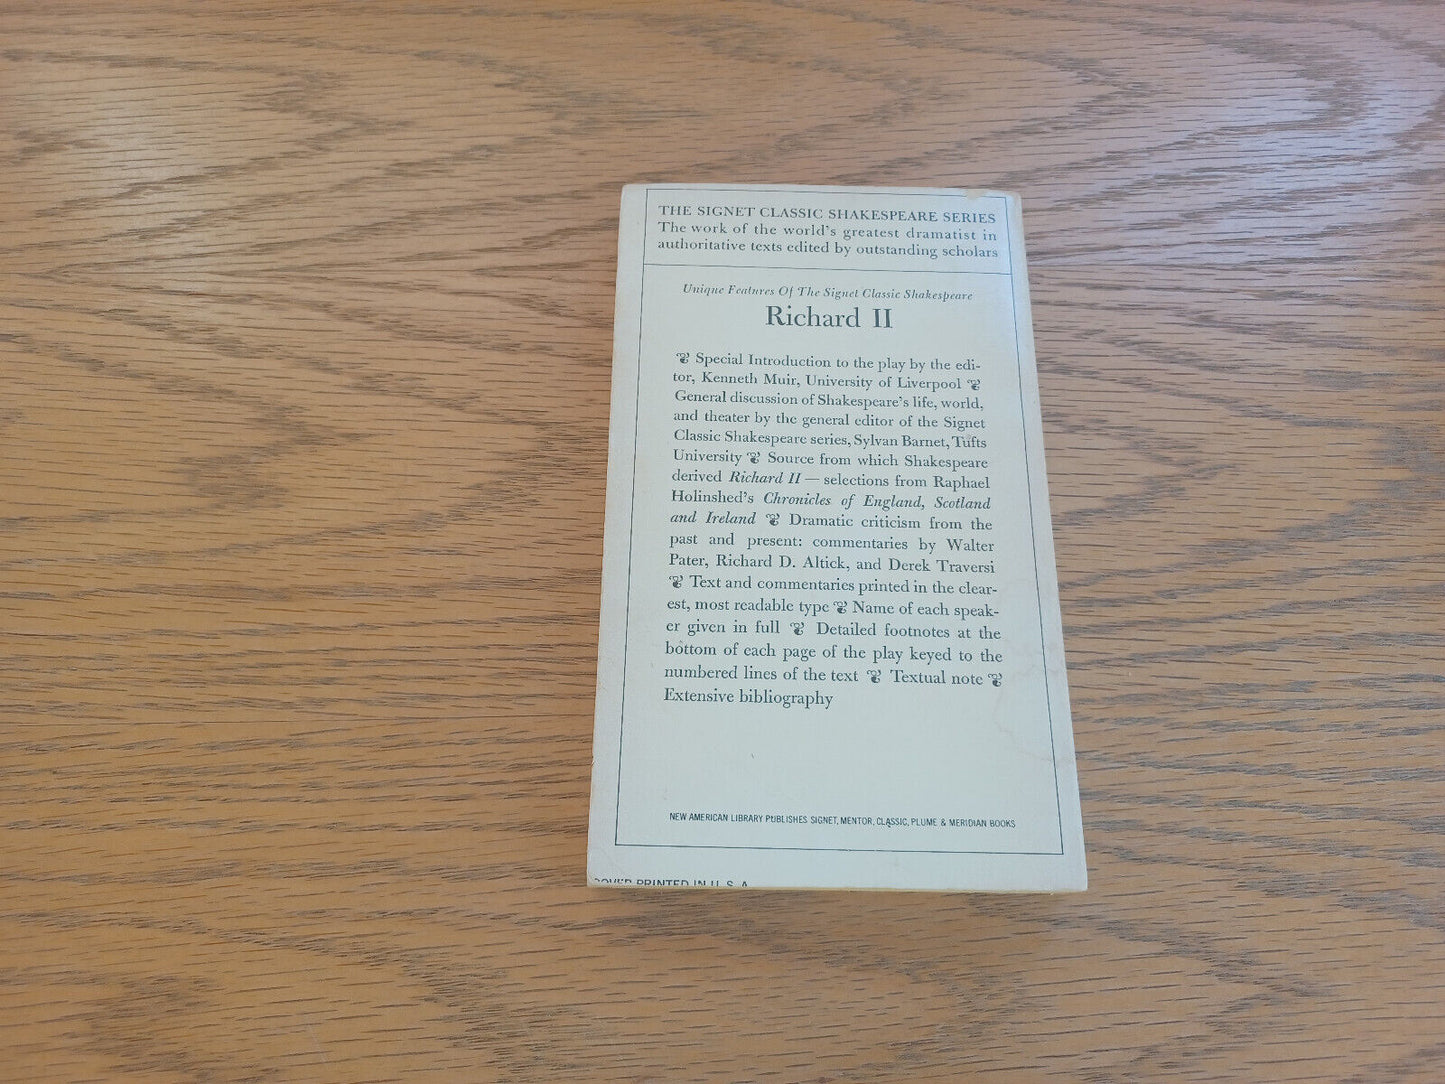 THE SIGNET CLASSIC SHAKESPEARE SERIES
The work of the world's greatest dramatist in
authoritative texts edited by outstanding scholars
Unique Features Of The Signet Classic Shakespeare
Richard II
Special Introduction to the play by the edi-
tor, Kenneth Muir, University of Liverpool
General discussion of Shakespeare's life, world,
and theater by the general editor of the Signet
Classic Shakespeare series, Sylvan Barnet, Tufts
University Source from which Shakespeare
derived Richard II — selections from Raphael
Holinshed's Chronicles of England, Scotland
and Ireland Dramatic criticism from the
past and present: commentaries by Walter
Pater, Richard D. Altick, and Derek Traversi
Text and commentaries printed in the clear-
est, most readable type Name of each speak-
er given in full Detailed footnotes at the
bottom of each page of the play keyed to the
numbered lines of the text Textual note
Extensive bibliography
NEW AMERICAN LIBRARY PUBLISHES SIGNET, MENTOR, CLASSIC, PLUME & MERIDIAN BOOKS
COVER PRINTED IN U. S. A.